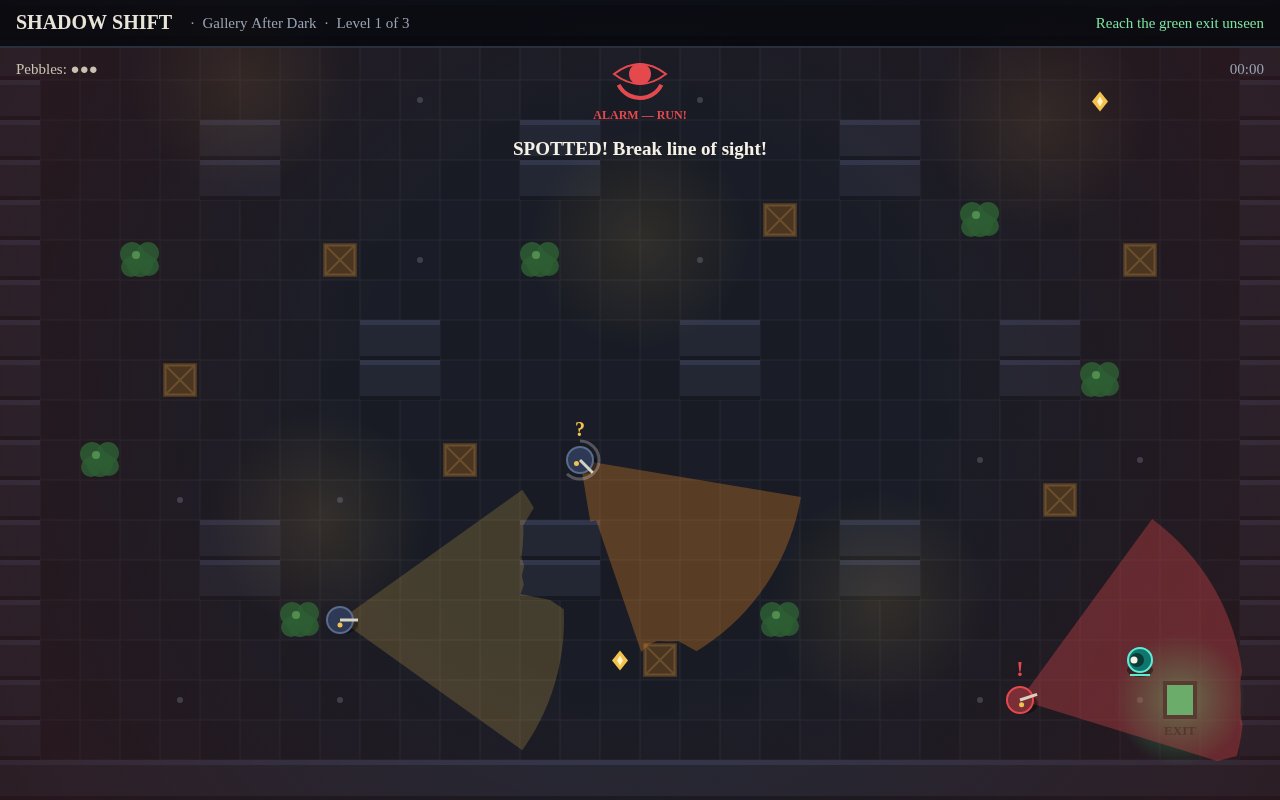 SHADOW SHIFT · Gallery After Dark · Level 1 of 3
Reach the green exit unseen
Pebbles: ●●●
00:00
ALARM — RUN!
SPOTTED! Break line of sight!
?
!
EXIT